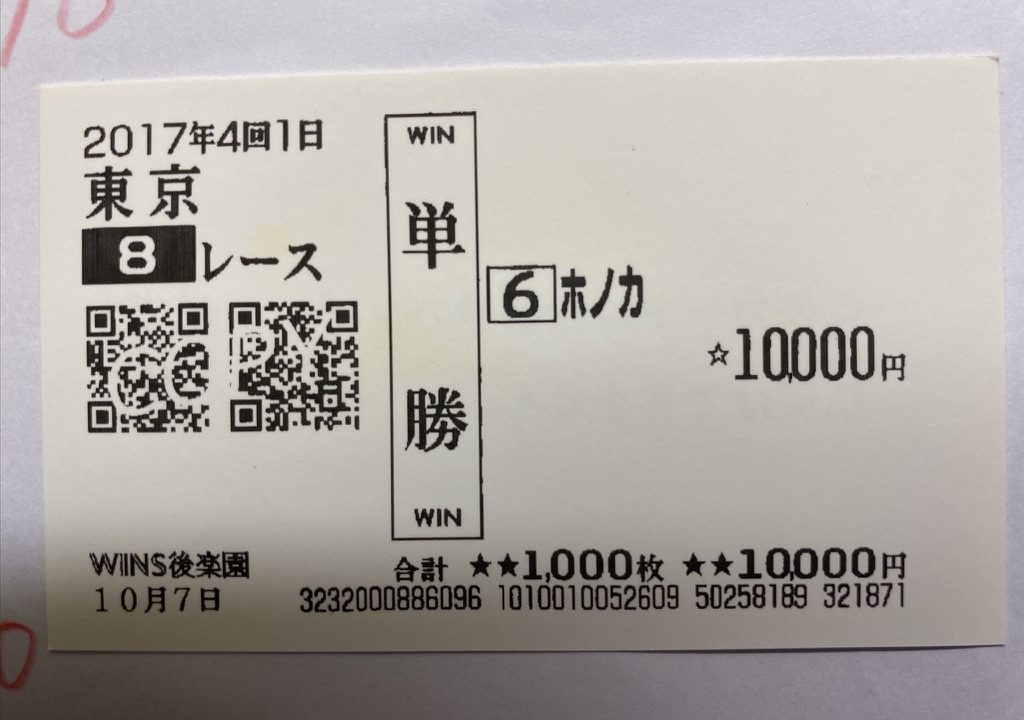 2017年4回1日
東京
8レース
COPY
WIN
単勝
WIN
6 ホノカ
☆10,000円
WINS後楽園
10月7日
合計 ★★1,000枚 ★★10,000円
3232000886096 1010010052609 50258189 321871